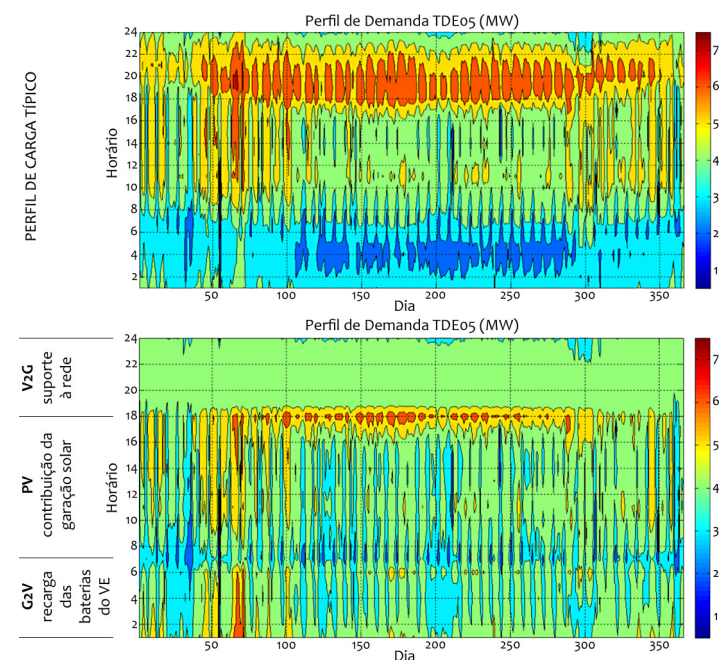 Perfil de Demanda TDE05 (MW)
PERFIL DE CARGA TÍPICO
Horário
24
22
20
18
16
14
12
10
8
6
4
2
50
100
150
200
250
300
350
Dia
7
6
5
4
3
2
1
Perfil de Demanda TDE05 (MW)
V2G
suporte
à rede
PV
contribuição da
garação solar
G2V
recarga
das
baterias
do VE
Horário
24
22
20
18
16
14
12
10
8
6
4
2
50
100
150
200
250
300
350
Dia
7
6
5
4
3
2
1